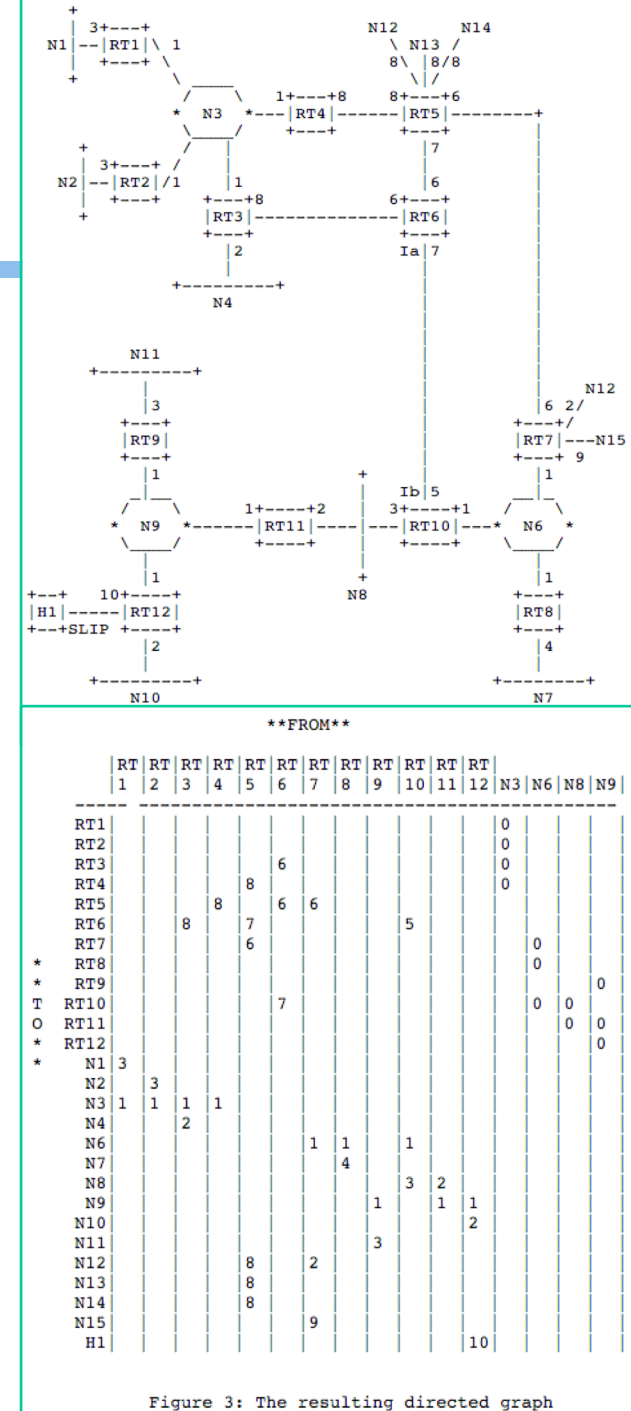 +
| 3+---+ N12 N14
N1|--|RT1|\ 1 \ N13 /
| +---+ \ 8\ |8/8
+ \ ____ \|/
/ \ 1+---+8 8+---+6
* N3 *---|RT4|------|RT5|--------+
\____/ +---+ +---+ |
+ / | |7 |
| 3+---+ / | | |
N2|--|RT2|/1 |1 |6 |
| +---+ +---+8 6+---+ |
+ |RT3|--------------|RT6| |
+---+ +---+ |
|2 Ia|7 |
| | |
+---------+ | |
N4 | |
| |
N11 | |
+---------+ | |
| | | N12
|3 | |6 2/
+---+ | +---+/
|RT9| | |RT7|---N15
+---+ | +---+ 9
|1 + | |1
_|__ | Ib|5 __|_
/ \ 1+----+2 | 3+----+1 / \
* N9 *------|RT11|----|---|RT10|---* N6 *
\____/ +----+ | +----+ \____/
| | |
|1 + |1
+--+ 10+----+ N8 +---+
|H1|-----|RT12| |RT8|
+--+SLIP +----+ +---+
|2 |4
| |
+---------+ +--------+
N10 N7
**FROM**
|RT|RT|RT|RT|RT|RT|RT|RT|RT|RT|RT|RT|
|1 |2 |3 |4 |5 |6 |7 |8 |9 |10|11|12|N3|N6|N8|N9|
----- ---------------------------------------------
RT1| | | | | | | | | | | | |0 | | | |
RT2| | | | | | | | | | | | |0 | | | |
RT3| | | | | |6 | | | | | | |0 | | | |
RT4| | | | |8 | | | | | | | |0 | | | |
RT5| | | |8 | |6 |6 | | | | | | | | | |
RT6| | |8 | |7 | | | | |5 | | | | | | |
RT7| | | | |6 | | | | | | | | |0 | | |
* RT8| | | | | | | | | | | | | |0 | | |
* RT9| | | | | | | | | | | | | | | |0 |
T RT10| | | | | |7 | | | | | | | |0 |0 | |
O RT11| | | | | | | | | | | | | | |0 |0 |
* RT12| | | | | | | | | | | | | | | |0 |
* N1|3 | | | | | | | | | | | | | | | |
N2| |3 | | | | | | | | | | | | | | |
N3|1 |1 |1 |1 | | | | | | | | | | | | |
N4| | |2 | | | | | | | | | | | | | |
N6| | | | | | |1 |1 | |1 | | | | | | |
N7| | | | | | | |4 | | | | | | | | |
N8| | | | | | | | | |3 |2 | | | | | |
N9| | | | | | | | |1 | |1 |1 | | | | |
N10| | | | | | | | | | | |2 | | | | |
N11| | | | | | | | |3 | | | | | | | |
N12| | | | |8 | |2 | | | | | | | | | |
N13| | | | |8 | | | | | | | | | | | |
N14| | | | |8 | | | | | | | | | | | |
N15| | | | | | |9 | | | | | | | | | |
H1| | | | | | | | | | | |10| | | | |
Figure 3: The resulting directed graph